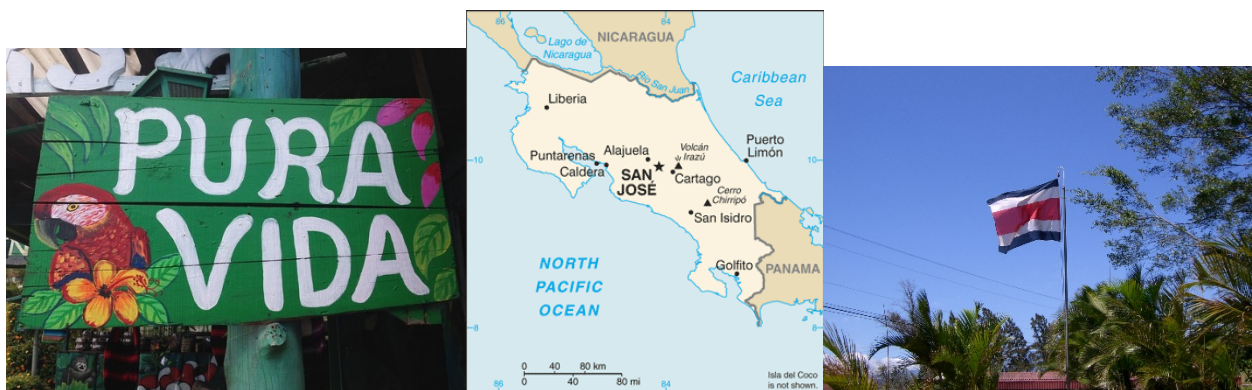 PURA
VIDA
86
84
NICARAGUA
Lago de
Nicaragua
Río San Juan
Caribbean
Sea
Liberia
Puerto
Limón
10
10
Puntarenas
Caldera
Alajuela
Volcán
Irazú
SAN
JOSÉ
Cartago
Cerro
Chirripó
San Isidro
NORTH
PACIFIC
OCEAN
Golfito
PANAMA
8
8
0 40 80 km
0 40 80 mi
Isla del Coco
is not shown.
86
84